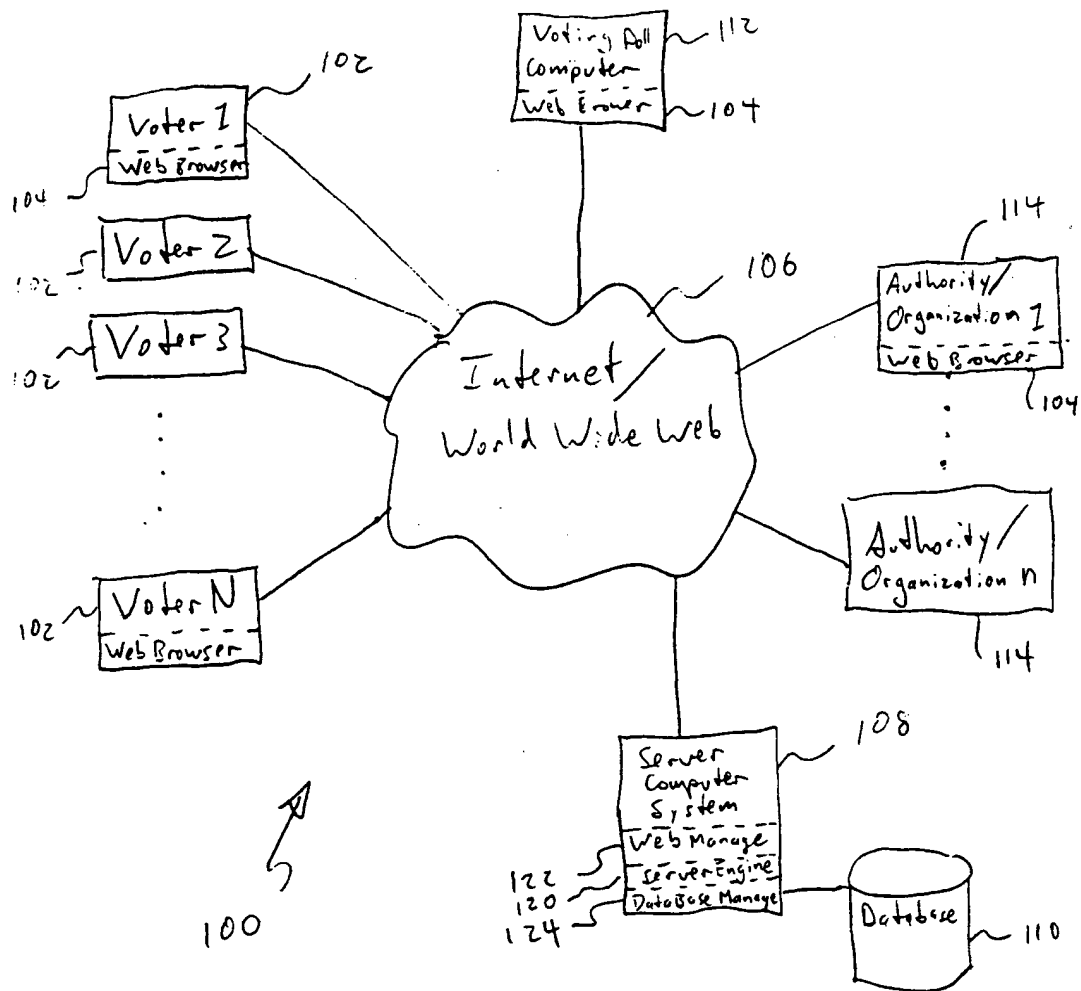 Voting Poll
Computer
Web Browser
112
104
102
Voter 1
Web Browser
104
Voter 2
102
Voter 3
102
Voter N
Web Browser
102
106
Internet/
World Wide Web
114
Authority/
Organization 1
Web Browser
104
Authority/
Organization n
114
108
Server
Computer
System
Web Manage
Server Engine
DataBase Manage
122
120
124
Database
110
100